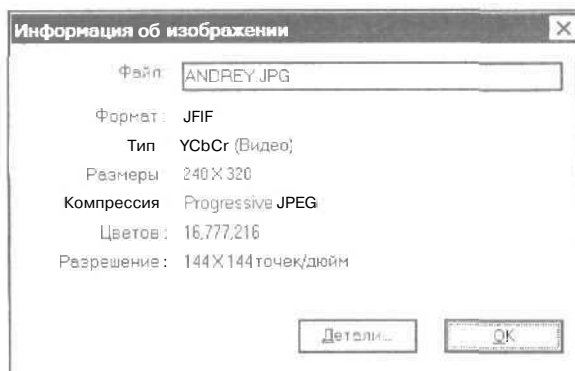 Информация об изображении
Файл: ANDREY.JPG
Формат: JFIF
Тип YCbCr (Видео)
Размеры 240 X 320
Компрессия Progressive JPEG
Цветов: 16,777,216
Разрешение: 144 X 144 точек/дюйм
Детали... OK